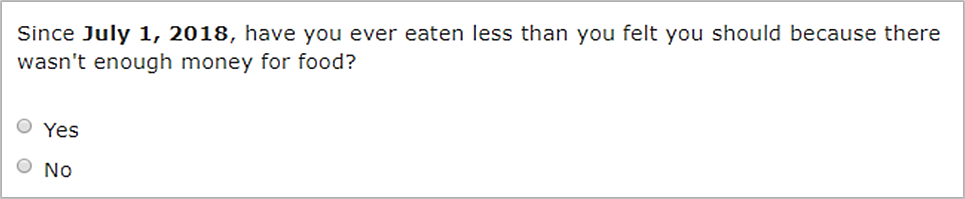 Since July 1, 2018, have you ever eaten less than you felt you should because there
wasn't enough money for food?
Yes
No